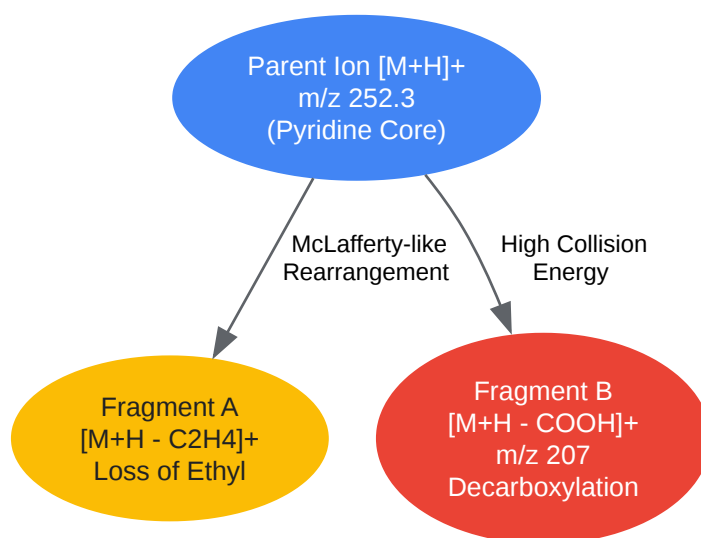 Parent Ion [M+H]+
m/z 252.3
(Pyridine Core)
McLafferty-like
Rearrangement
High Collision
Energy
Fragment A
[M+H - C2H4]+
Loss of Ethyl
Fragment B
[M+H - COOH]+
m/z 207
Decarboxylation